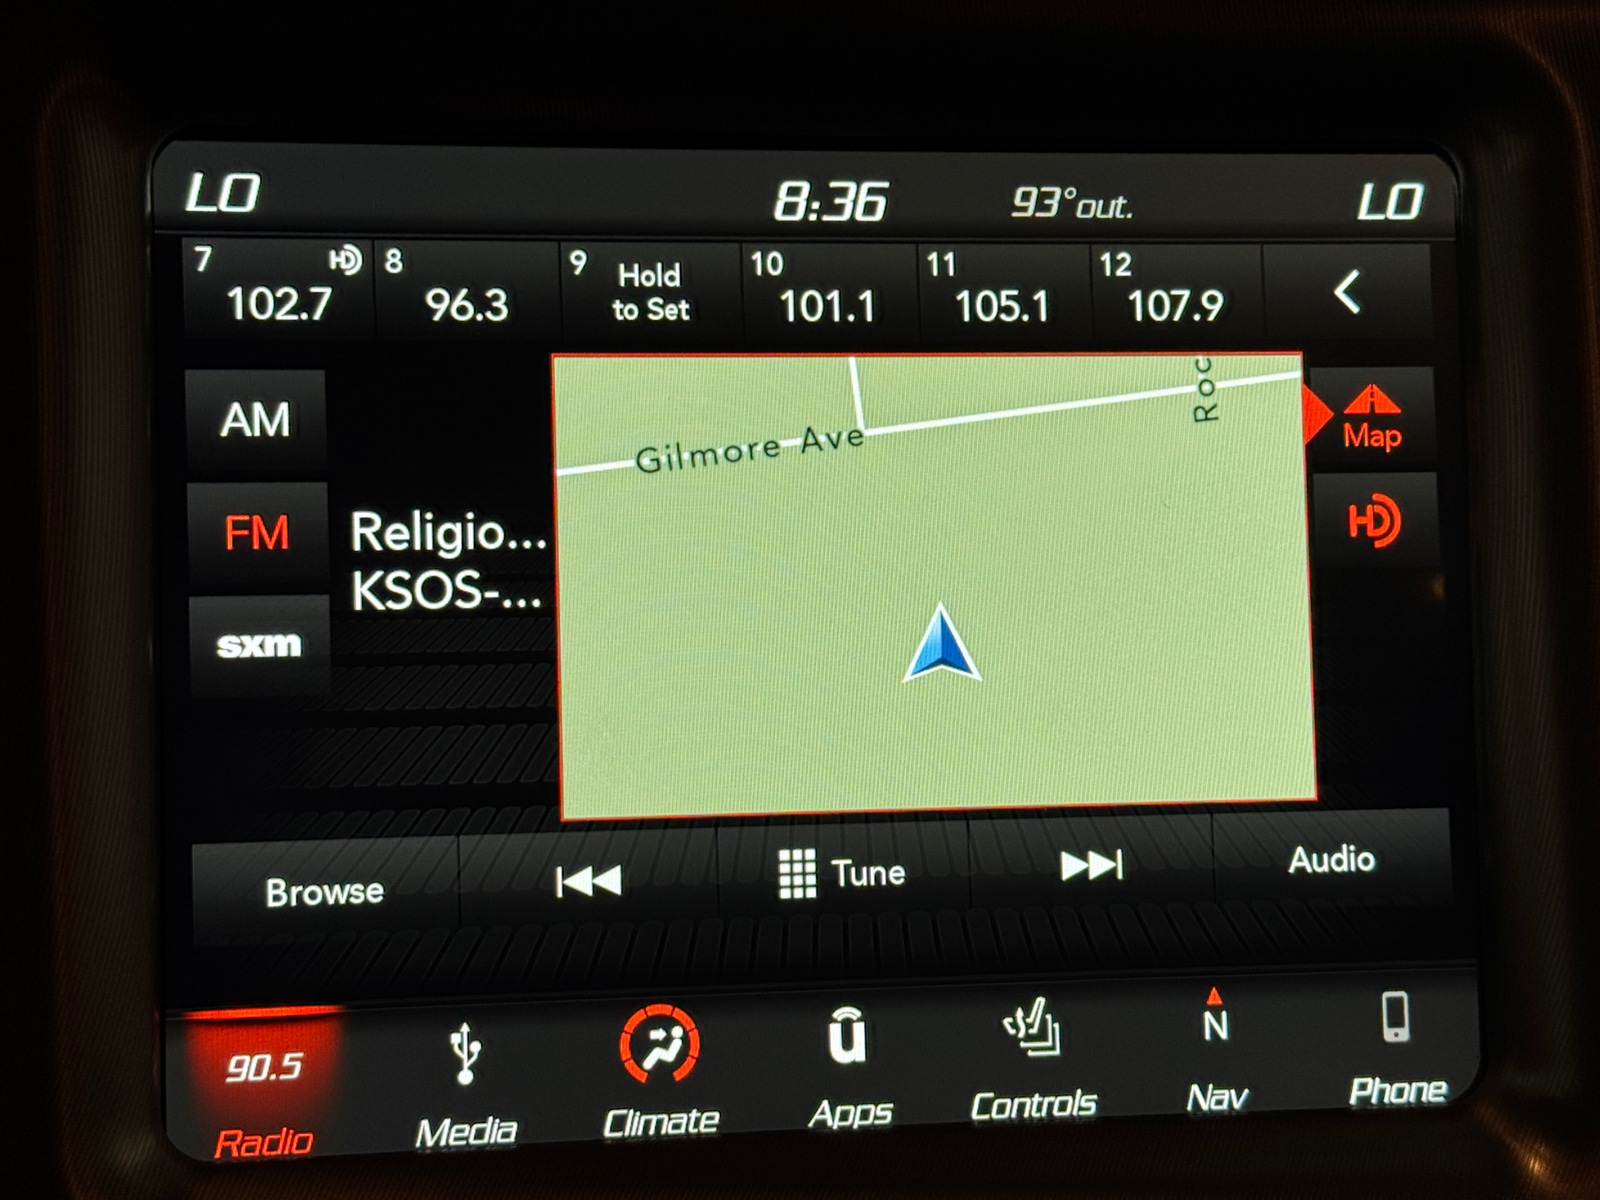 LO 8:36 93°out. LO
7 HD 8 9 Hold 10 11 12
102.7 96.3 to Set 101.1 105.1 107.9
AM
Gilmore Ave
Roc
Map
FM
HD
Religio...
KSOS-...
sxm
Browse Tune Audio
90.5 N
Radio Media Climate Apps Controls Nav Phone